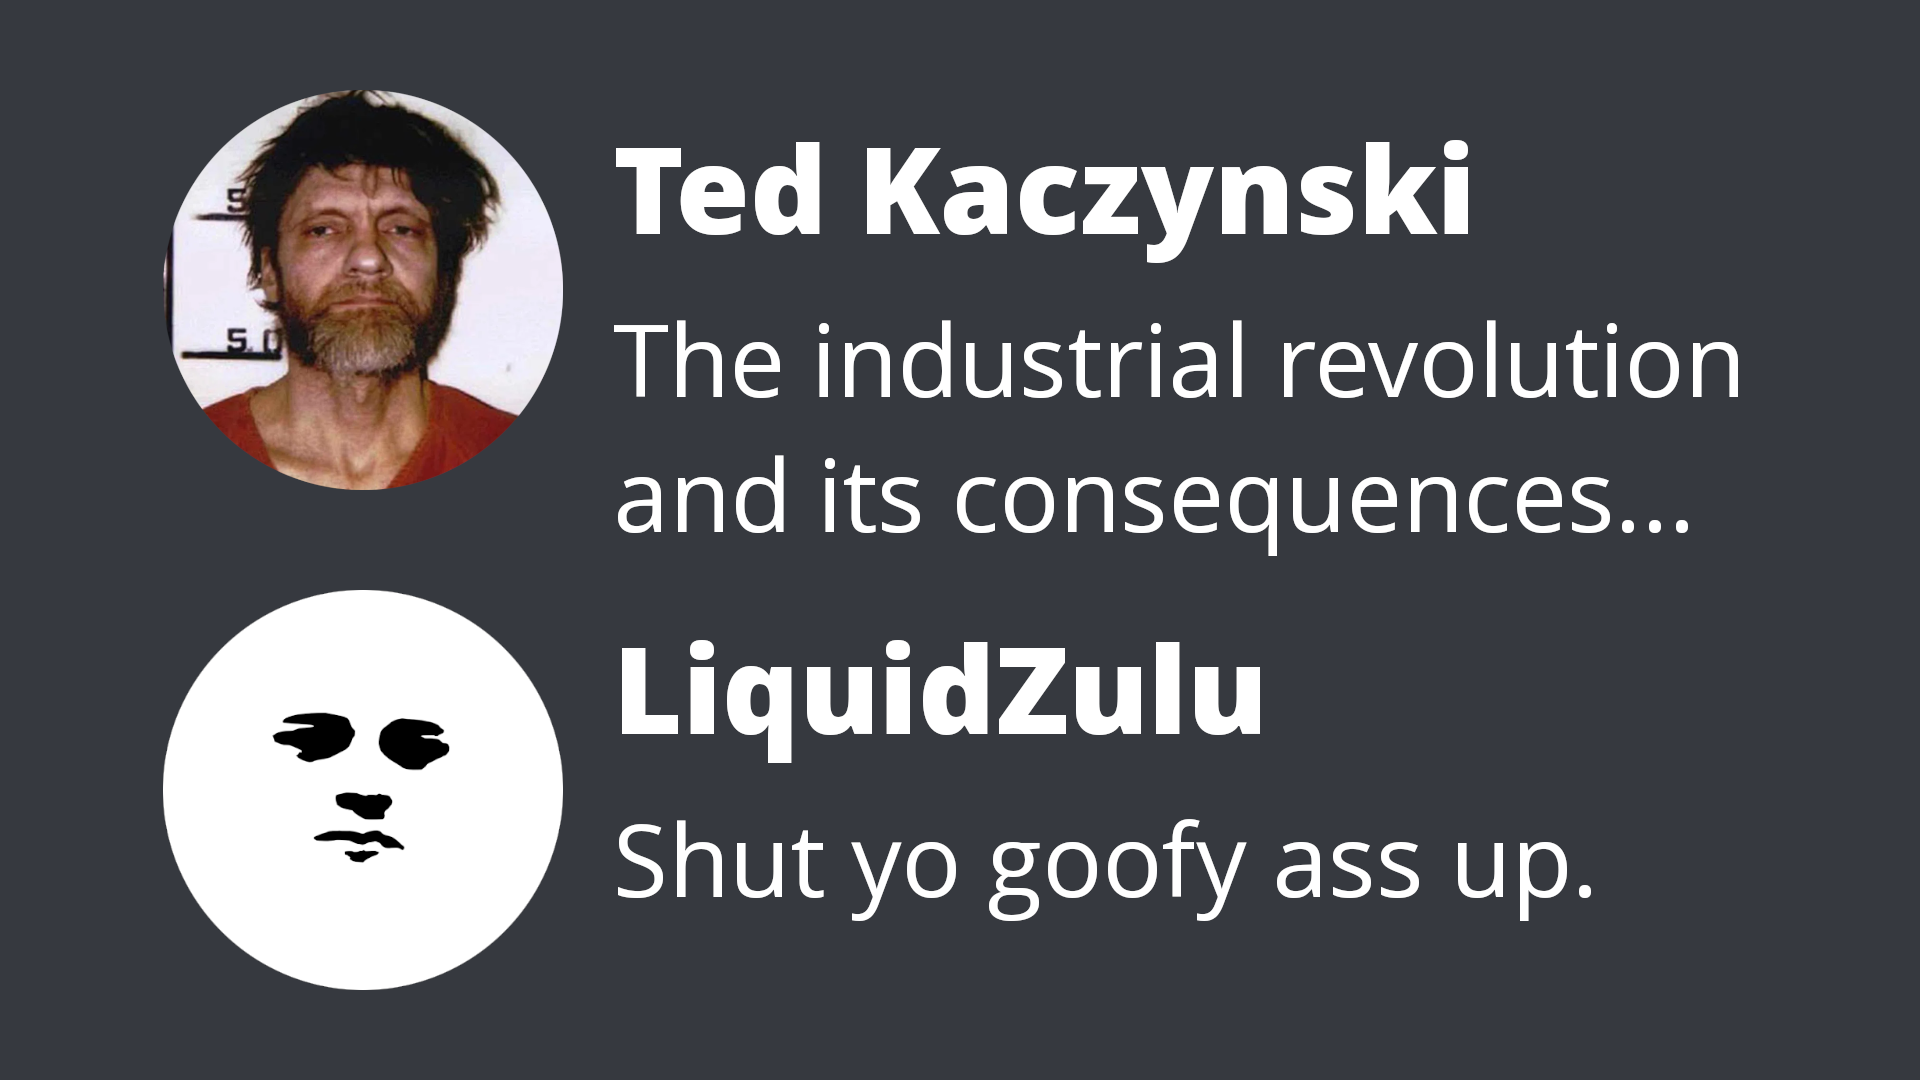 Ted Kaczynski
The industrial revolution
and its consequences...
LiquidZulu
Shut yo goofy ass up.